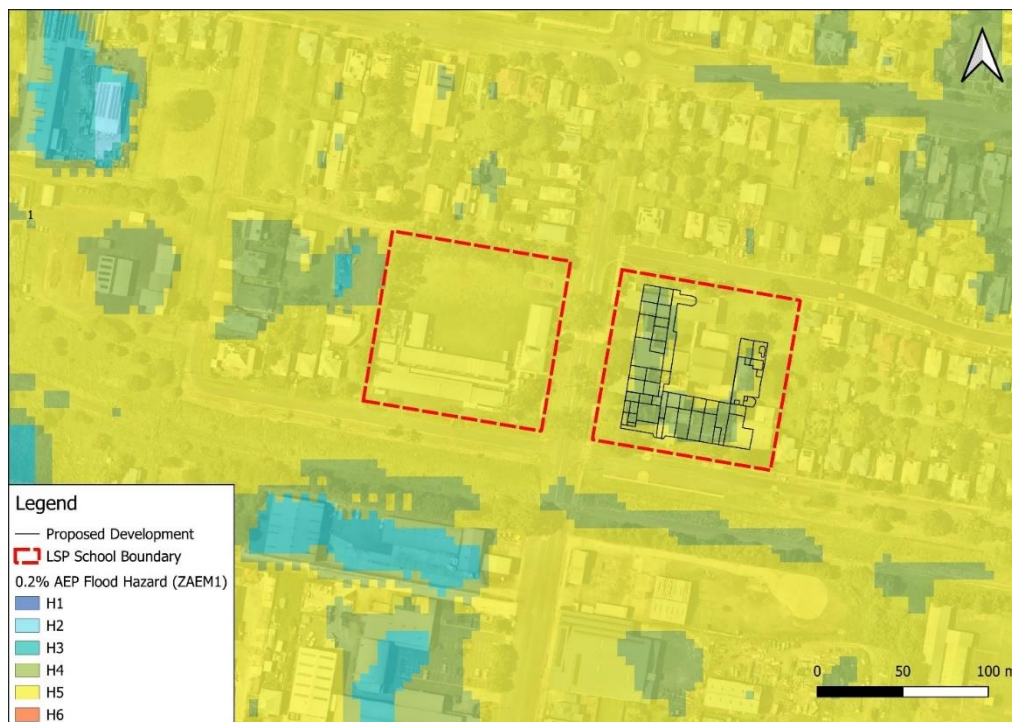 1
Legend
Proposed Development
LSP School Boundary
0.2% AEP Flood Hazard (ZAEM1)
H1
H2
H3
H4
H5
H6
0 50 100 m